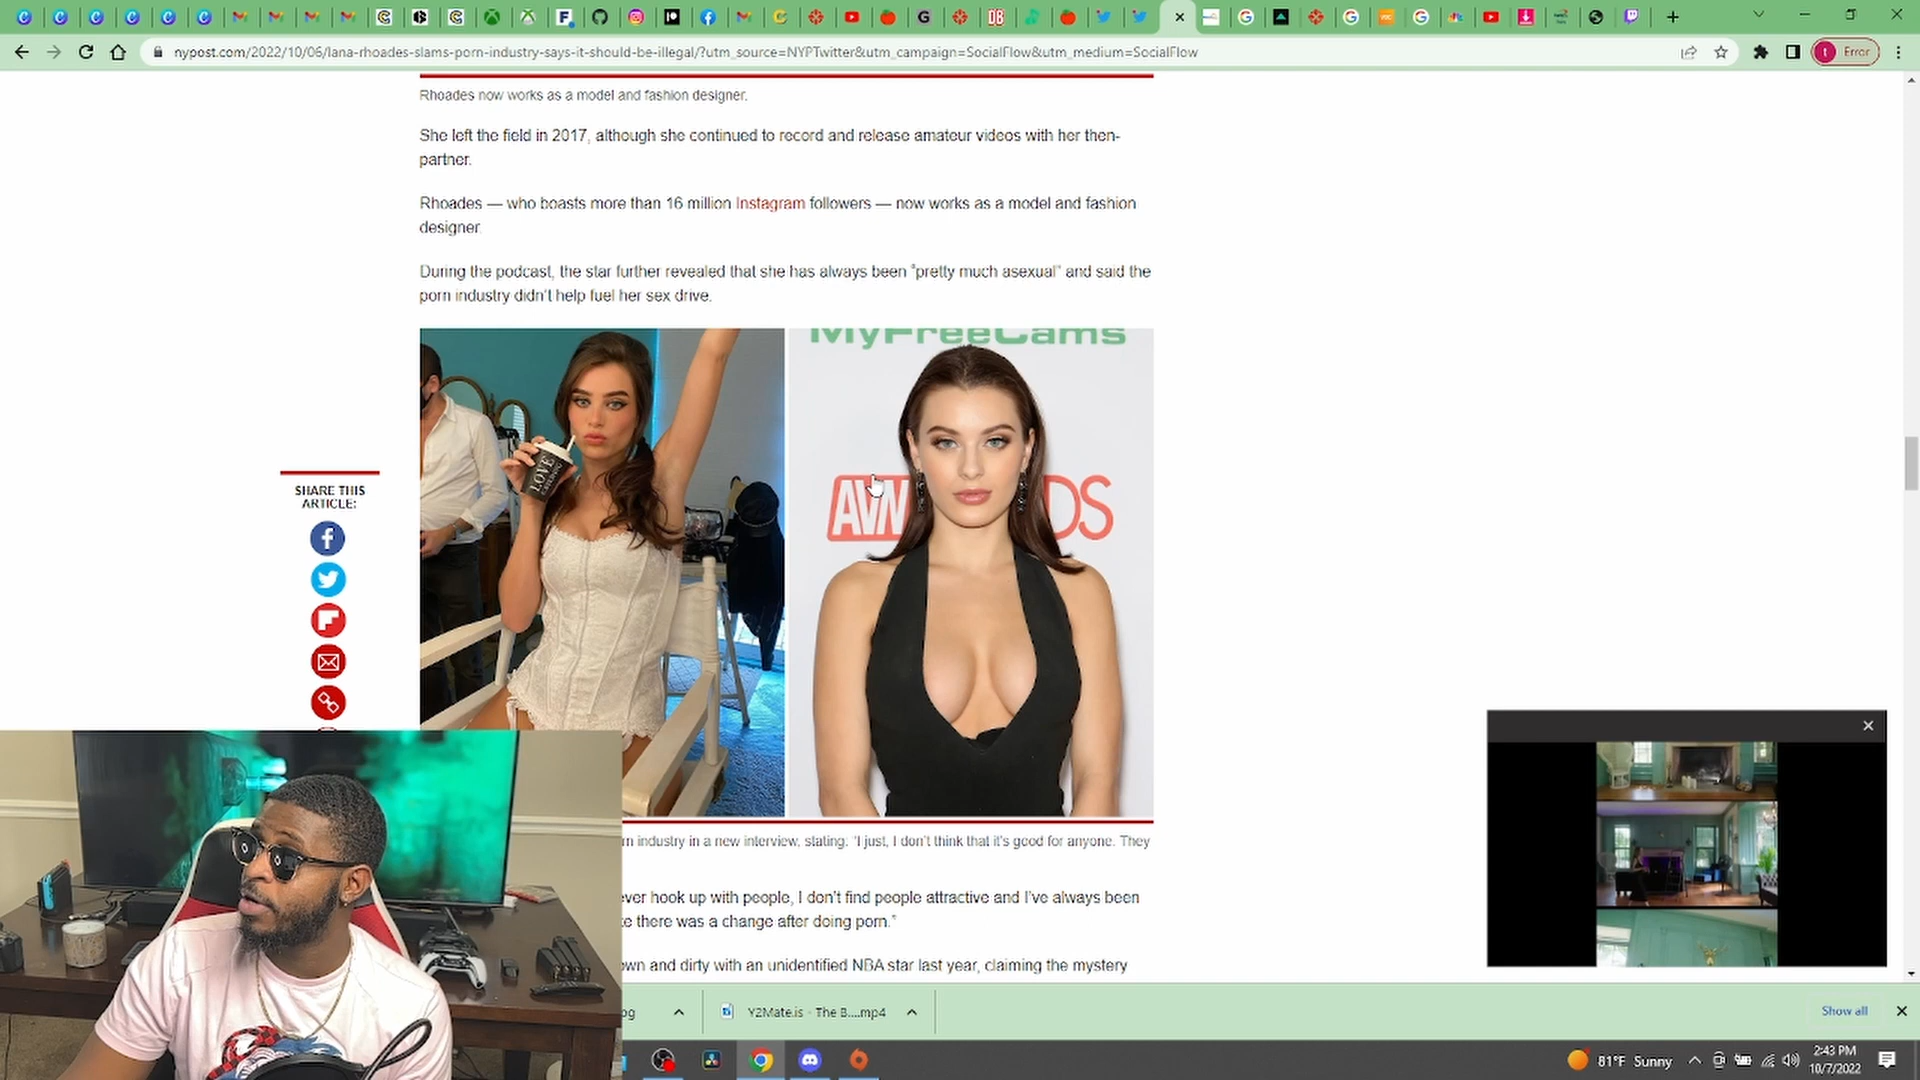 nypost.com/2022/10/06/lana-rhoades-slams-porn-industry-says-it-should-be-illegal/?utm_source=NYPTwitter&utm_campaign=SocialFlow&utm_medium=SocialFlow
Error
Rhoades now works as a model and fashion designer.
She left the field in 2017, although she continued to record and release amateur videos with her then-
partner.
Rhoades — who boasts more than 16 million Instagram followers — now works as a model and fashion
designer.
During the podcast, the star further revealed that she has always been "pretty much asexual" and said the
porn industry didn't help fuel her sex drive.
MyFreeCams
LOVE
AVN
DS
SHARE THIS
ARTICLE:
industry in a new interview, stating: "I just, I don't think that it's good for anyone. They
ever hook up with people, I don't find people attractive and I've always been
there was a change after doing porn."
own and dirty with an unidentified NBA star last year, claiming the mystery
Y2Mate.is - The B....mp4
Show all
81°F Sunny
2:43 PM
10/7/2022